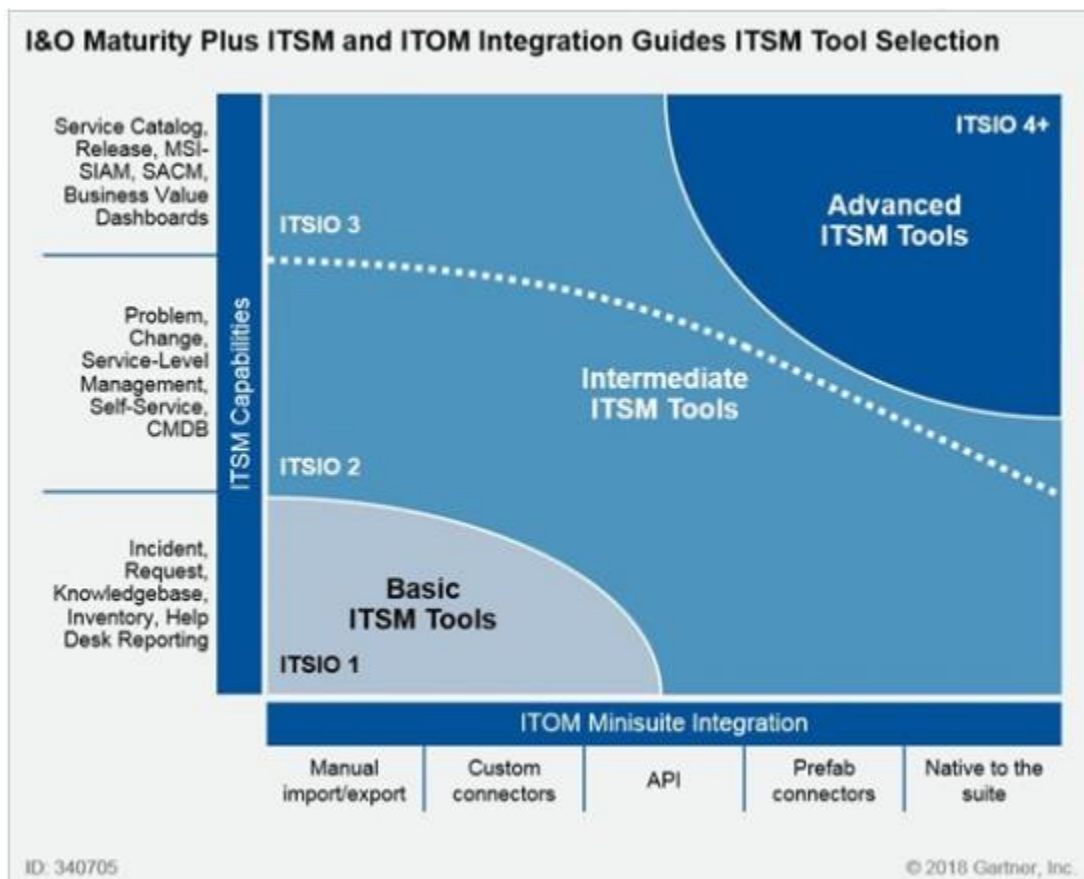 I&O Maturity Plus ITSM and ITOM Integration Guides ITSM Tool Selection
Service Catalog,
Release, MSI-
SIAM, SACM,
Business Value
Dashboards
Problem,
Change,
Service-Level
Management,
Self-Service,
CMDB
Incident,
Request,
Knowledgebase,
Inventory, Help
Desk Reporting
ITSM Capabilities
ITSIO 4+
Advanced
ITSM Tools
ITSIO 3
Intermediate
ITSM Tools
ITSIO 2
Basic
ITSM Tools
ITSIO 1
ITOM Minisuite Integration
Manual
import/export
Custom
connectors
API
Prefab
connectors
Native to the
suite
ID: 340705
© 2018 Gartner, Inc.